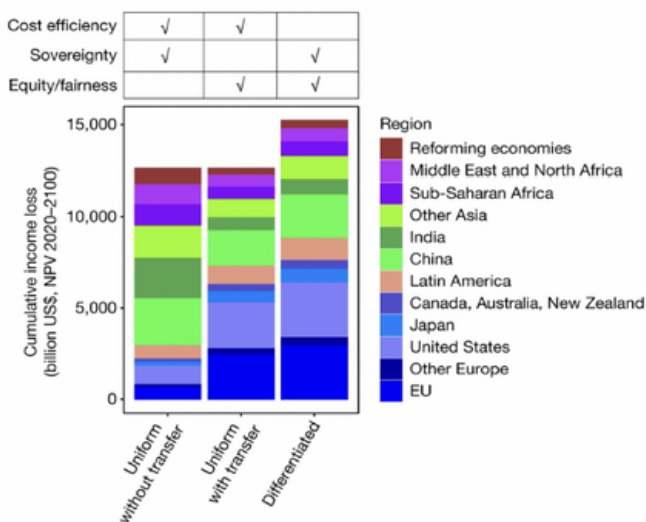 Cost efficiency √ √
Sovereignty √ √
Equity/fairness √ √
Cumulative income loss
(billion US$, NPV 2020–2100)
15,000
10,000
5,000
0
Uniform
without transfer
Uniform
with transfer
Differentiated
Region
Reforming economies
Middle East and North Africa
Sub-Saharan Africa
Other Asia
India
China
Latin America
Canada, Australia, New Zealand
Japan
United States
Other Europe
EU